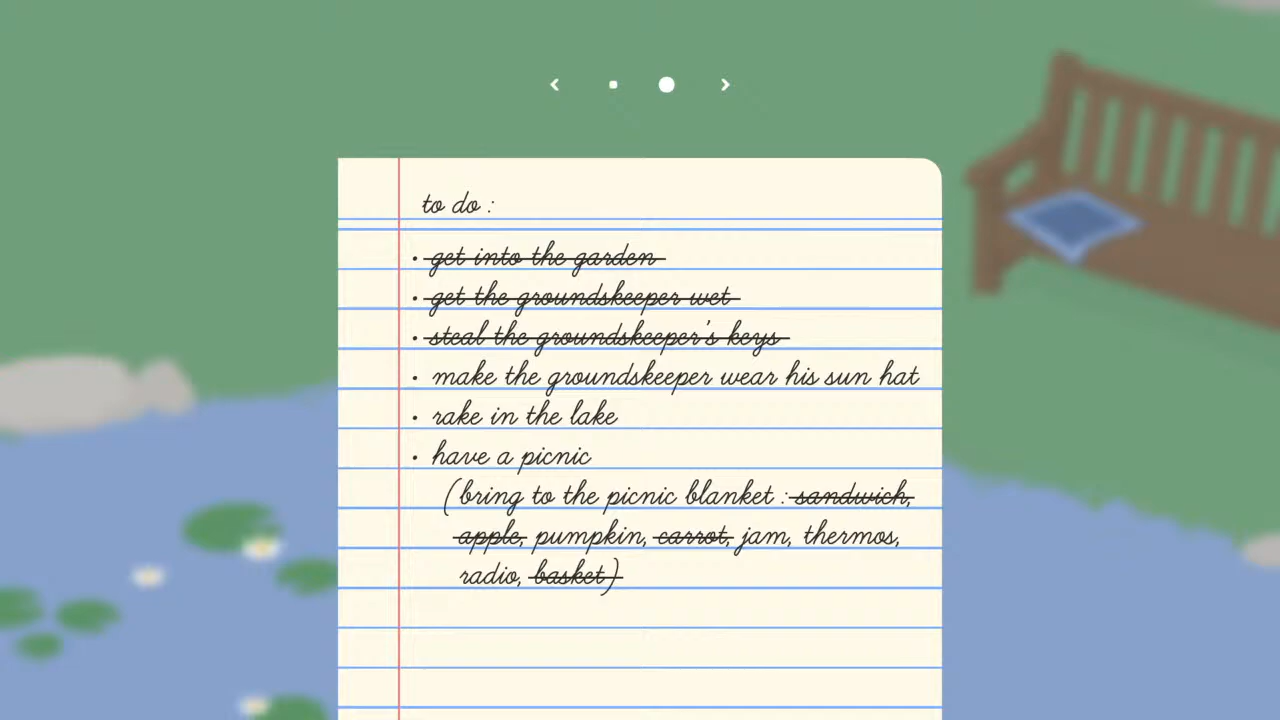 to do :
• get into the garden
• get the groundskeeper wet
• steal the groundskeeper's keys
• make the groundskeeper wear his sun hat
• rake in the lake
• have a picnic
(bring to the picnic blanket : sandwich,
apple, pumpkin, carrot, jam, thermos,
radio, basket)